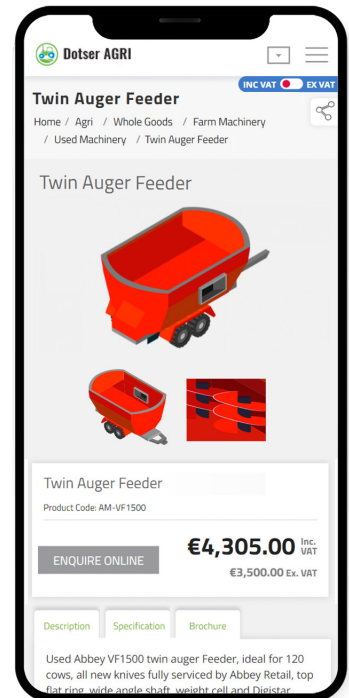 Dotser AGRI
INC VAT EX VAT
Twin Auger Feeder
Home / Agri / Whole Goods / Farm Machinery
/ Used Machinery / Twin Auger Feeder
Twin Auger Feeder
Twin Auger Feeder
Product Code: AM-VF1500
ENQUIRE ONLINE
€4,305.00 Inc. VAT
€3,500.00 Ex. VAT
Description Specification Brochure
Used Abbey VF1500 twin auger Feeder, ideal for 120
cows, all new knives fully serviced by Abbey Retail, top
flat ring, wide angle shaft, weight cell and Digistar